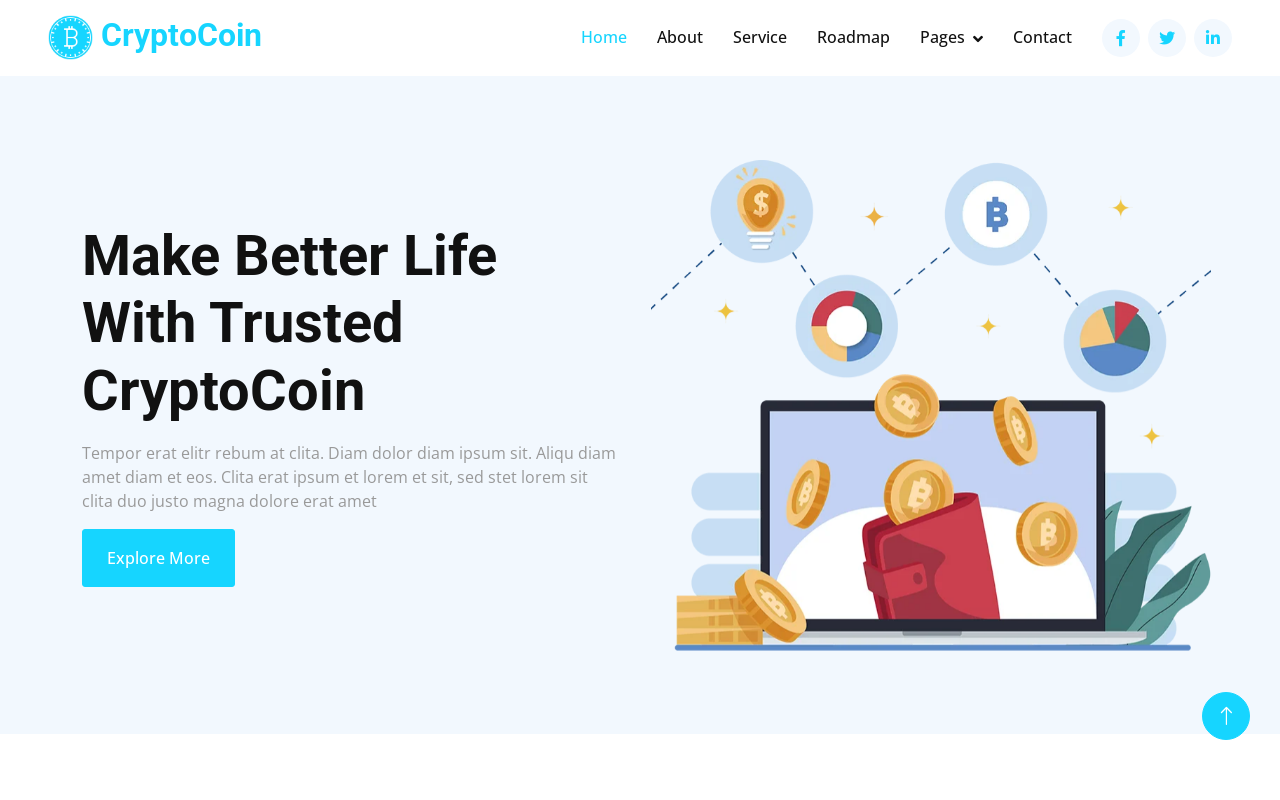 CryptoCoin
Home About Service Roadmap Pages Contact
Make Better Life
With Trusted
CryptoCoin
Tempor erat elitr rebum at clita. Diam dolor diam ipsum sit. Aliqu diam
amet diam et eos. Clita erat ipsum et lorem et sit, sed stet lorem sit
clita duo justo magna dolore erat amet
Explore More